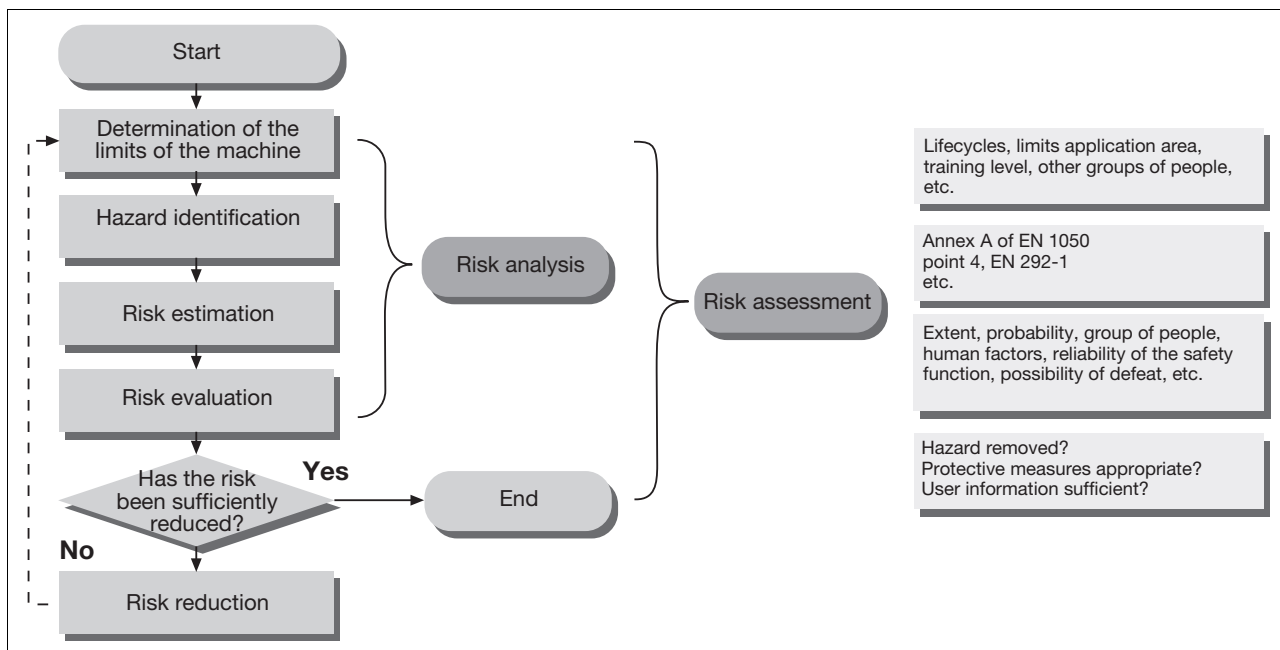 Start
Determination of the
limits of the machine
Hazard identification
Risk estimation
Risk evaluation
Has the risk
been sufficiently
reduced?
Yes
No
Risk reduction
End
Risk analysis
Risk assessment
Lifecycles, limits application area,
training level, other groups of people,
etc.
Annex A of EN 1050
point 4, EN 292-1
etc.
Extent, probability, group of people,
human factors, reliability of the safety
function, possibility of defeat, etc.
Hazard removed?
Protective measures appropriate?
User information sufficient?